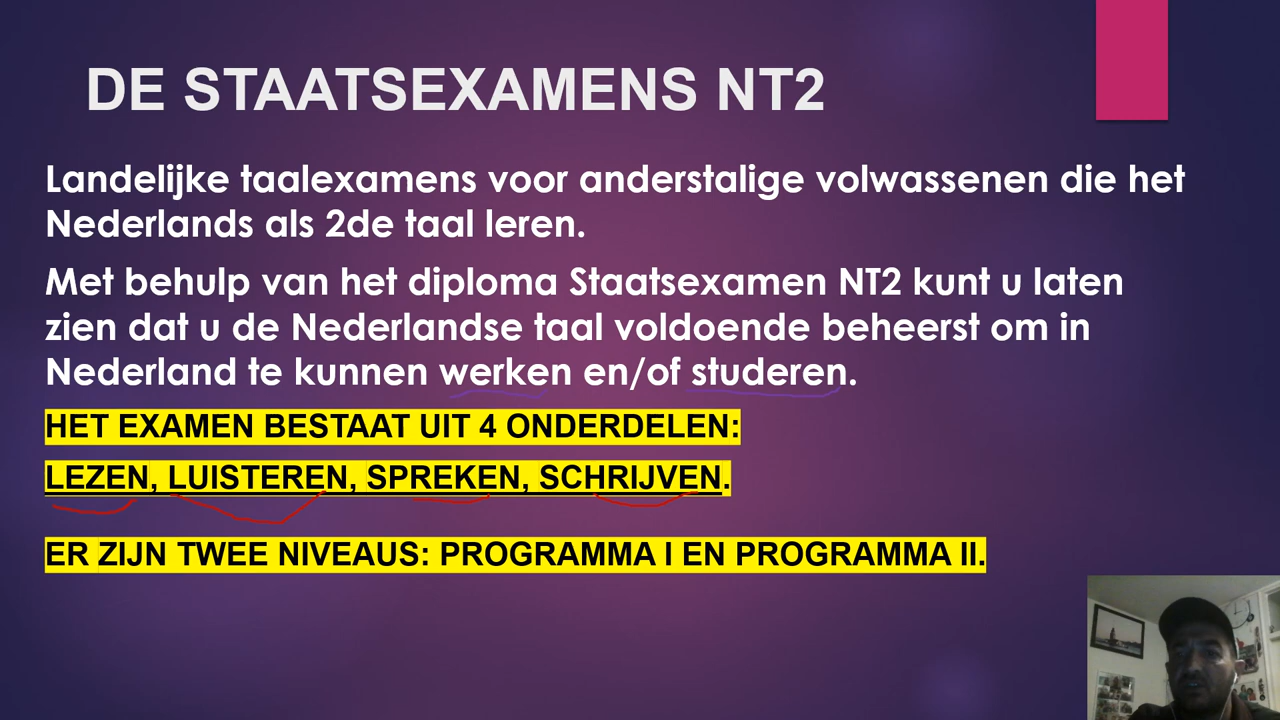 DE STAATSEXAMENS NT2
Landelijke taalexamens voor anderstalige volwassenen die het
Nederlands als 2de taal leren.
Met behulp van het diploma Staatsexamen NT2 kunt u laten
zien dat u de Nederlandse taal voldoende beheerst om in
Nederland te kunnen werken en/of studeren.
HET EXAMEN BESTAAT UIT 4 ONDERDELEN:
LEZEN, LUISTEREN, SPREKEN, SCHRIJVEN.
ER ZIJN TWEE NIVEAUS: PROGRAMMA I EN PROGRAMMA II.